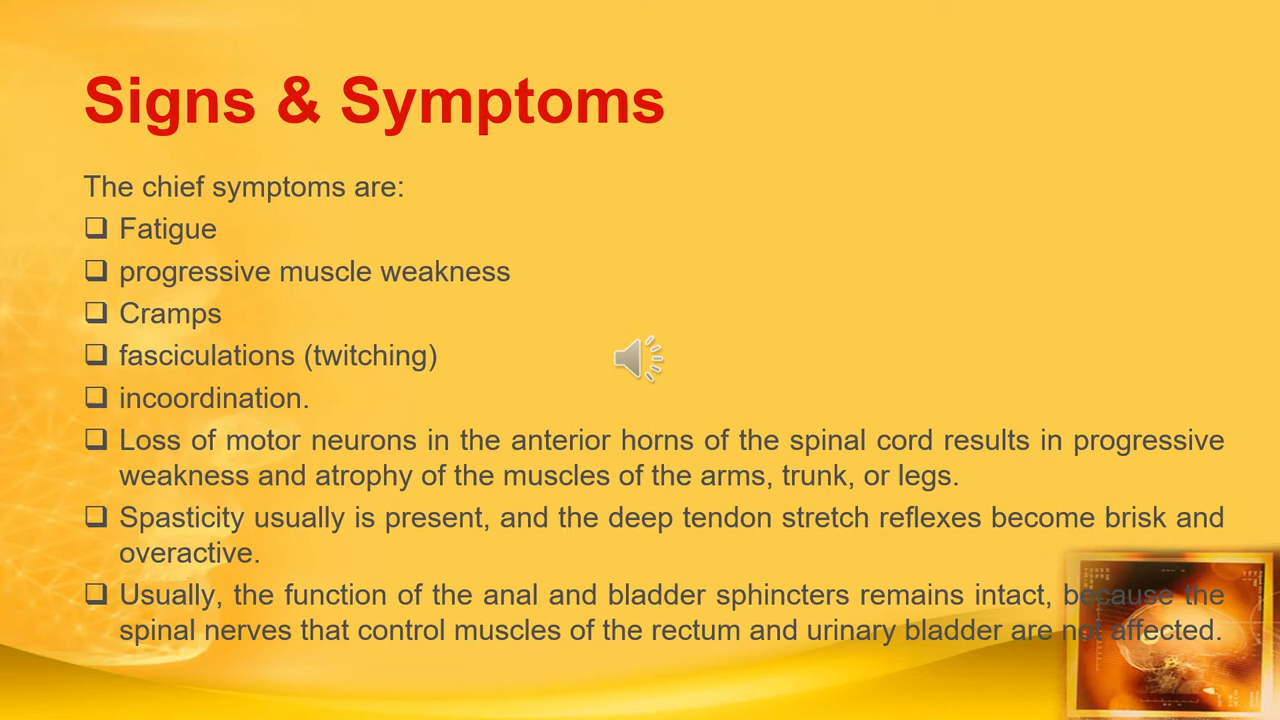 Signs & Symptoms
The chief symptoms are:
❑ Fatigue
❑ progressive muscle weakness
❑ Cramps
❑ fasciculations (twitching)
❑ incoordination.
❑ Loss of motor neurons in the anterior horns of the spinal cord results in progressive
weakness and atrophy of the muscles of the arms, trunk, or legs.
❑ Spasticity usually is present, and the deep tendon stretch reflexes become brisk and
overactive.
❑ Usually, the function of the anal and bladder sphincters remains intact, because the
spinal nerves that control muscles of the rectum and urinary bladder are not affected.